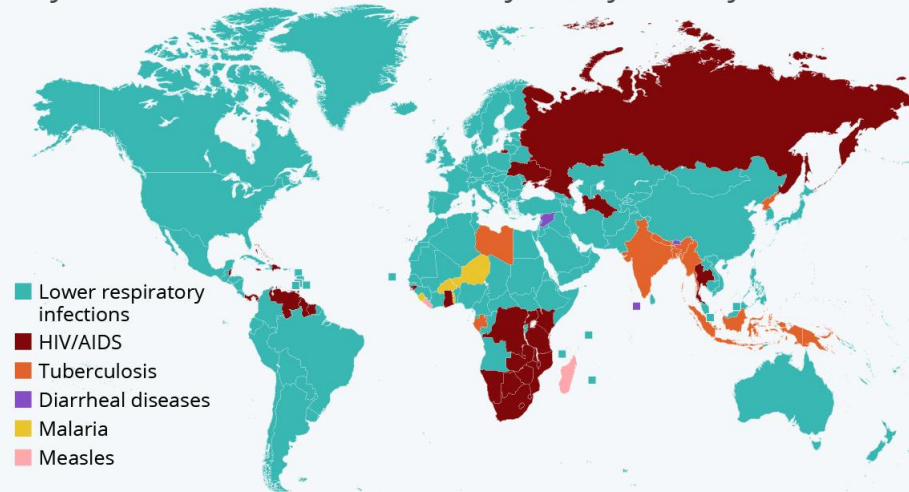 Lower respiratory
infections
HIV/AIDS
Tuberculosis
Diarrheal diseases
Malaria
Measles